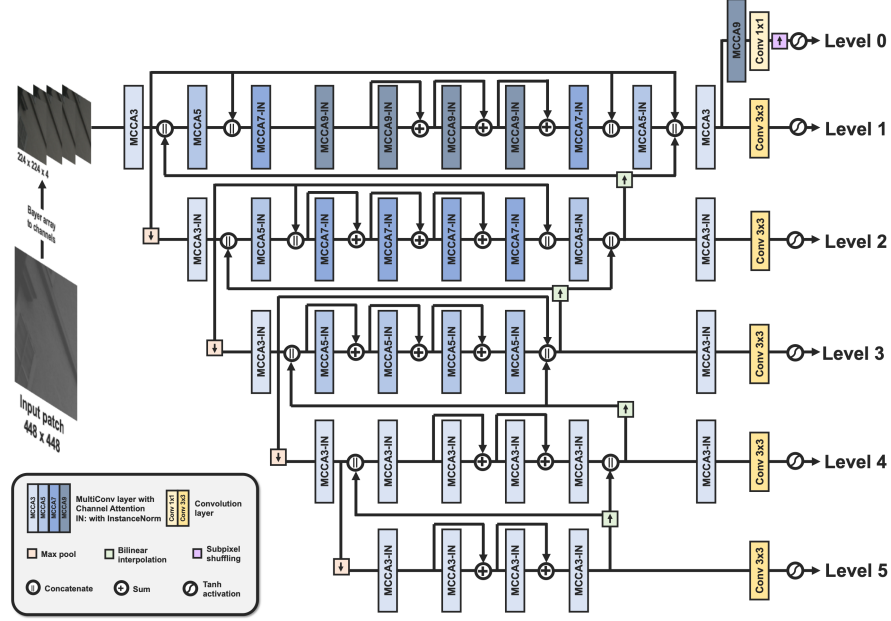 MCCA9
Conv 1x1
Level 0
224 x 224 x 4
MCCA3
MCCA5
MCCA7-IN
MCCA9-IN
MCCA9-IN
MCCA9-IN
MCCA7-IN
MCCA5-IN
MCCA3
Conv 3x3
Level 1
Bayer array
to channels
MCCA3-IN
MCCA5-IN
MCCA7-IN
MCCA7-IN
MCCA7-IN
MCCA5-IN
MCCA3-IN
Conv 3x3
Level 2
Input patch
448 x 448
MCCA3-IN
MCCA5-IN
MCCA5-IN
MCCA5-IN
MCCA5-IN
MCCA3-IN
Conv 3x3
Level 3
MCCA3-IN
MCCA3-IN
MCCA3-IN
MCCA3-IN
MCCA3-IN
MCCA3-IN
Conv 3x3
Level 4
MCCA3-IN
MCCA3-IN
MCCA3-IN
MCCA3-IN
Conv 3x3
Level 5
MCCA3
MCCA5
MCCA7
MCCA9
MultiConv layer with
Channel Attention
IN: with InstanceNorm
Conv 1x1
Conv 3x3
Convolution
layer
Max pool
Bilinear
interpolation
Subpixel
shuffling
Concatenate
Sum
Tanh
activation